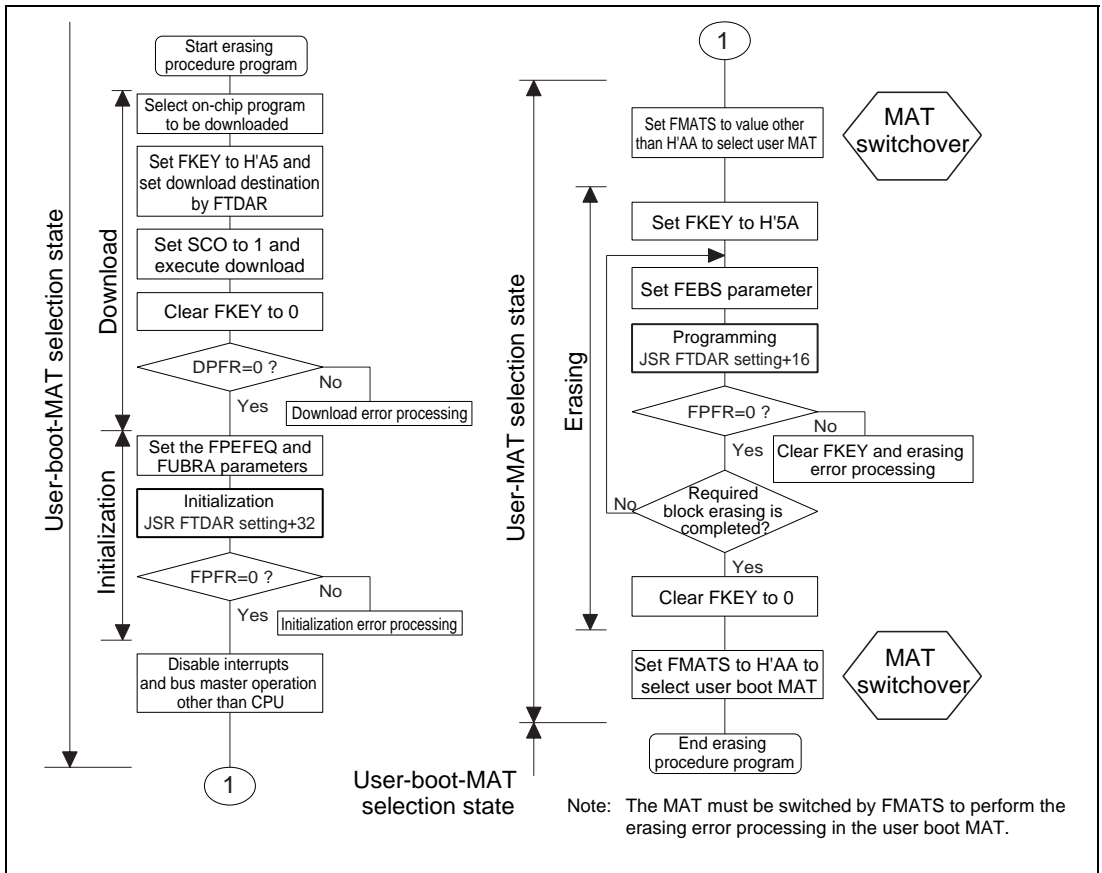 User-boot-MAT selection state
Download
Initialization
Start erasing
procedure program
Select on-chip program
to be downloaded
Set FKEY to H'A5 and
set download destination
by FTDAR
Set SCO to 1 and
execute download
Clear FKEY to 0
DPFR=0 ?
No
Yes
Download error processing
Set the FPEFEQ and
FUBRA parameters
Initialization
JSR FTDAR setting+32
FPFR=0 ?
No
Yes
Initialization error processing
Disable interrupts
and bus master operation
other than CPU
1
1
User-MAT selection state
Erasing
Set FMATS to value other
than H'AA to select user MAT
MAT
switchover
Set FKEY to H'5A
Set FEBS parameter
Programming
JSR FTDAR setting+16
FPFR=0 ?
No
Yes
Clear FKEY and erasing
error processing
Required
block erasing is
completed?
No
Yes
Clear FKEY to 0
Set FMATS to H'AA to
select user boot MAT
MAT
switchover
End erasing
procedure program
User-boot-MAT
selection state
Note: The MAT must be switched by FMATS to perform the
erasing error processing in the user boot MAT.